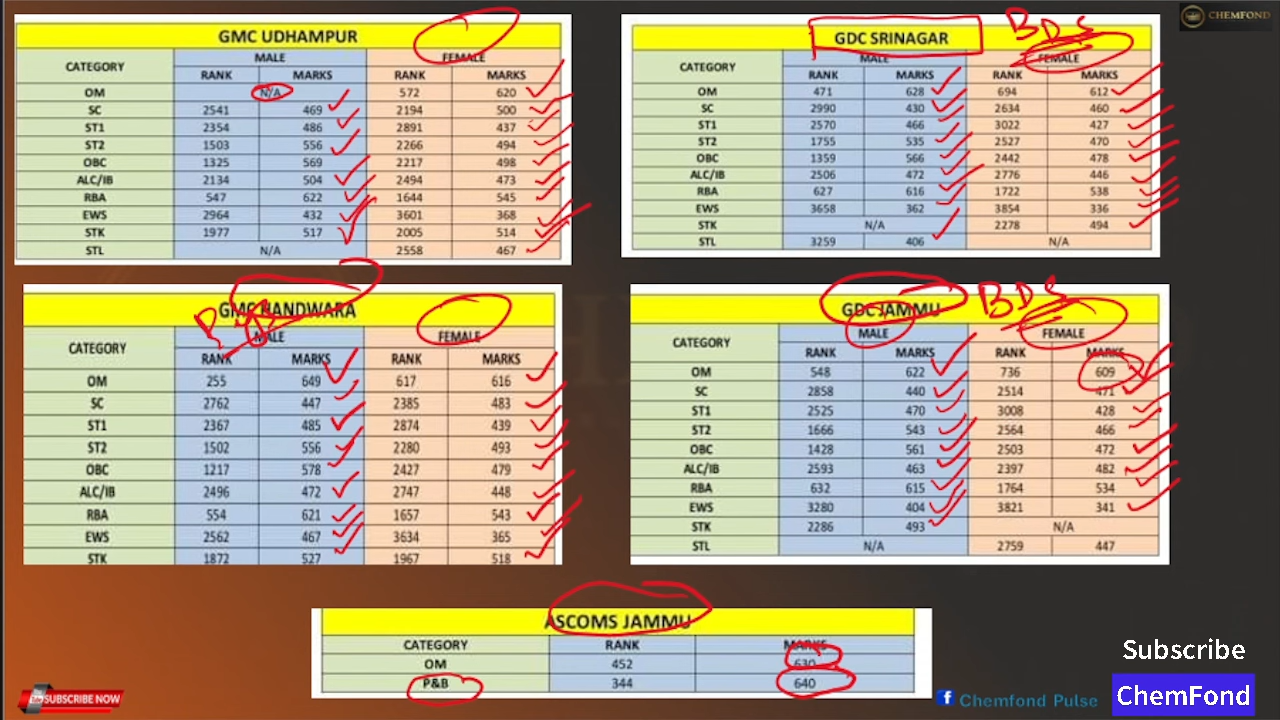 GMC UDHAMPUR
CATEGORY MALE FEMALE
RANK MARKS RANK MARKS
OM N/A 572 620
SC 2541 469 2194 500
ST1 2354 486 2891 437
ST2 1503 556 2266 494
OBC 1325 569 2217 498
ALC/IB 2134 504 2494 473
RBA 547 622 1644 545
EWS 2964 432 3601 368
STK 1977 517 2005 514
STL N/A 2558 467
CHEMFOND
BDS
GDC SRINAGAR
CATEGORY MALE FEMALE
RANK MARKS RANK MARKS
OM 471 628 694 612
SC 2990 430 2634 460
ST1 2570 466 3022 427
ST2 1755 535 2527 470
OBC 1359 566 2442 478
ALC/IB 2506 472 2776 446
RBA 627 616 1722 538
EWS 3658 362 3854 336
STK N/A 2278 494
STL 3259 406 N/A
GMC HANDWARA
CATEGORY MALE FEMALE
RANK MARKS RANK MARKS
OM 255 649 617 616
SC 2762 447 2385 483
ST1 2367 485 2874 439
ST2 1502 556 2280 493
OBC 1217 578 2427 479
ALC/IB 2496 472 2747 448
RBA 554 621 1657 543
EWS 2562 467 3634 365
STK 1872 527 1967 518
BDS
GDC JAMMU
CATEGORY MALE FEMALE
RANK MARKS RANK MARKS
OM 548 622 736 609
SC 2858 440 2514 471
ST1 2525 470 3008 428
ST2 1666 543 2564 466
OBC 1428 561 2503 472
ALC/IB 2593 463 2397 482
RBA 632 615 1764 534
EWS 3280 404 3821 341
STK 2286 493 N/A
STL N/A 2759 447
ASCOMS JAMMU
CATEGORY RANK MARKS
OM 452 630
P&B 344 640
SUBSCRIBE NOW
Chemfond Pulse
Subscribe
ChemFond